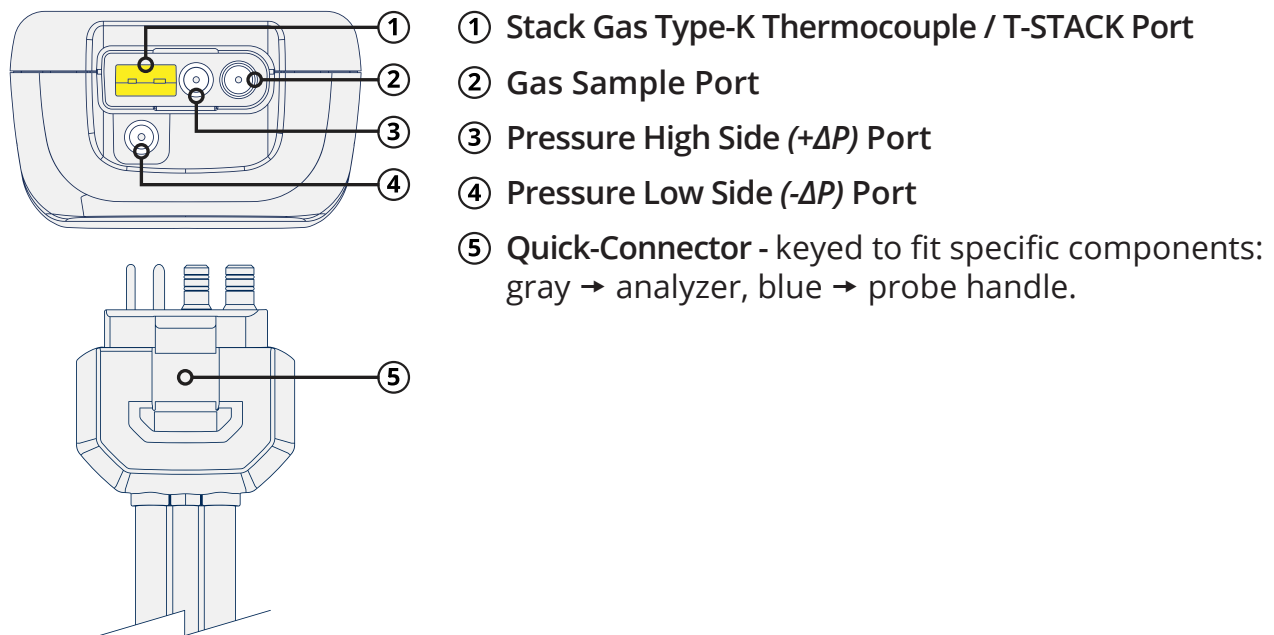 ① ① Stack Gas Type-K Thermocouple / T-STACK Port
② ② Gas Sample Port
③ ③ Pressure High Side (+ΔP) Port
④ ④ Pressure Low Side (-ΔP) Port
⑤ Quick-Connector - keyed to fit specific components:
gray → analyzer, blue → probe handle.
⑤